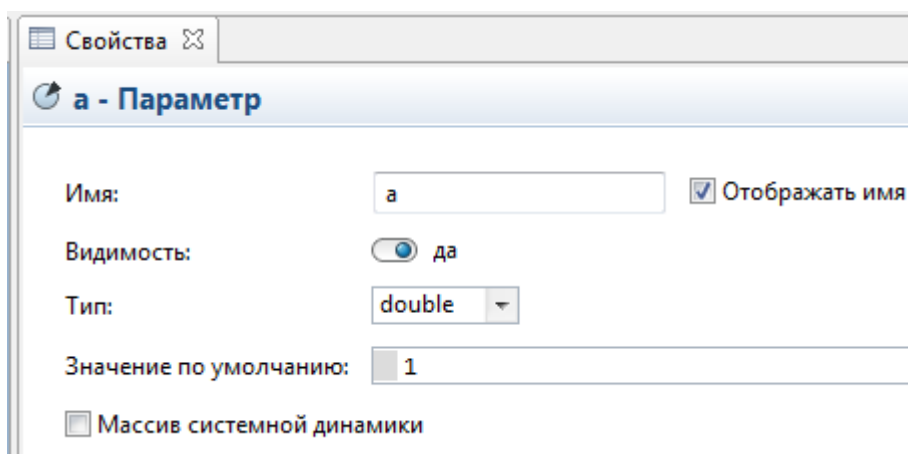 Свойства
а - Параметр
Имя: a Отображать имя
Видимость: да
Тип: double
Значение по умолчанию: 1
Массив системной динамики